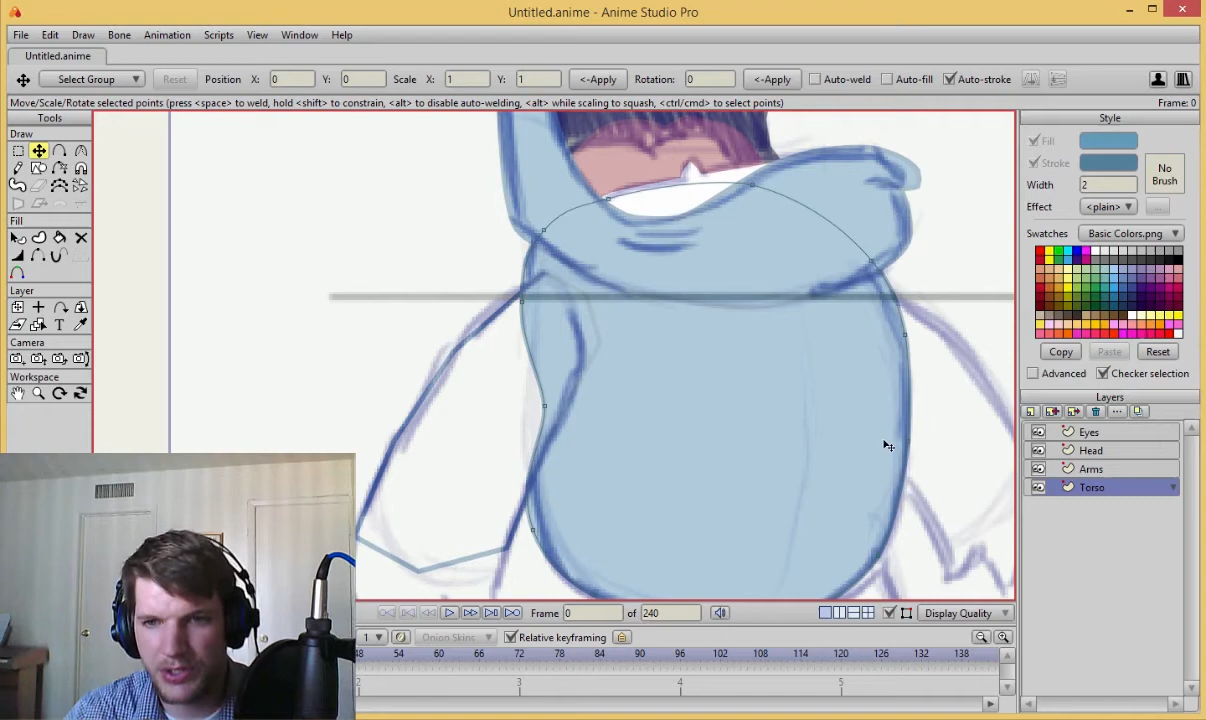 Untitled.anime - Anime Studio Pro
File Edit Draw Bone Animation Scripts View Window Help
Untitled.anime
Select Group Reset Position X: 0 Y: 0 Scale X: 1 Y: 1 <-Apply Rotation: 0 <-Apply Auto-weld Auto-fill Auto-stroke
Move/Scale/Rotate selected points (press <space> to weld, hold <shift> to constrain, <alt> to disable auto-welding, <alt> while scaling to squash, <ctrl/cmd> to select points) Frame: 0
Tools
Draw
Fill
Layer
Camera
Workspace
Style
Fill
Stroke
No Brush
Width 2
Effect <plain> ...
Swatches Basic Colors.png
Copy Paste Reset
Advanced Checker selection
Layers
Eyes
Head
Arms
Torso
Frame 0 of 240 Display Quality
1 Onion Skins Relative keyframing
48 54 60 66 72 78 84 90 96 102 108 114 120 126 132 138
2 3 4 5